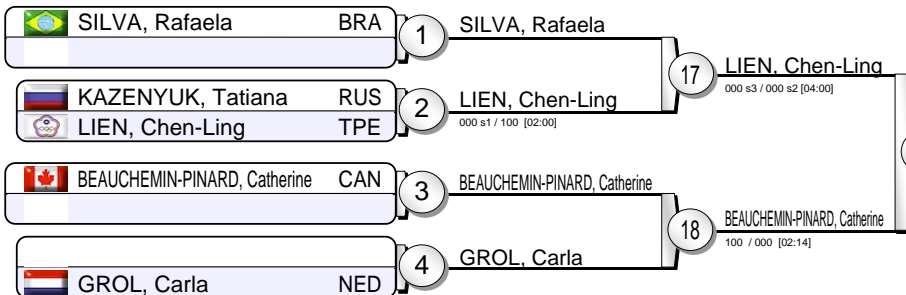 SILVA, Rafaela BRA
1
SILVA, Rafaela
17
LIEN, Chen-Ling
000 s3 / 000 s2 [04:00]
KAZENYUK, Tatiana RUS
LIEN, Chen-Ling TPE
2
LIEN, Chen-Ling
000 s1 / 100 [02:00]
BEAUCHEMIN-PINARD, Catherine CAN
3
BEAUCHEMIN-PINARD, Catherine
18
BEAUCHEMIN-PINARD, Catherine
100 / 000 [02:14]
4
GROL, Carla
GROL, Carla NED